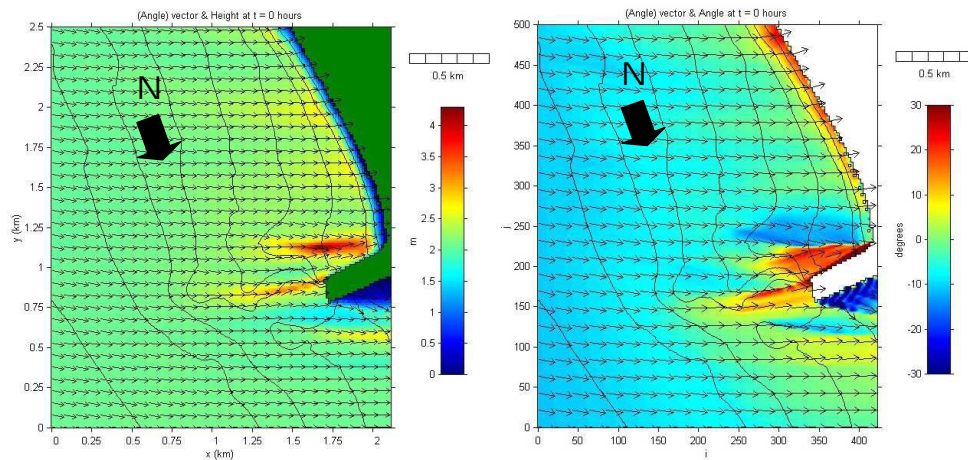 (Angle) vector & Height at t = 0 hours
2.5
2.25
2
1.75
1.5
1.25
1
0.75
0.5
0.25
0
y (km)
N
0 0.25 0.5 0.75 1 1.25 1.5 1.75 2
x (km)
0.5 km
4
3.5
3
2.5
2
1.5
1
0.5
0
m
(Angle) vector & Angle at t = 0 hours
500
450
400
350
300
250
200
150
100
50
0
j
N
0 50 100 150 200 250 300 350 400
i
0.5 km
30
20
10
0
-10
-20
-30
degrees